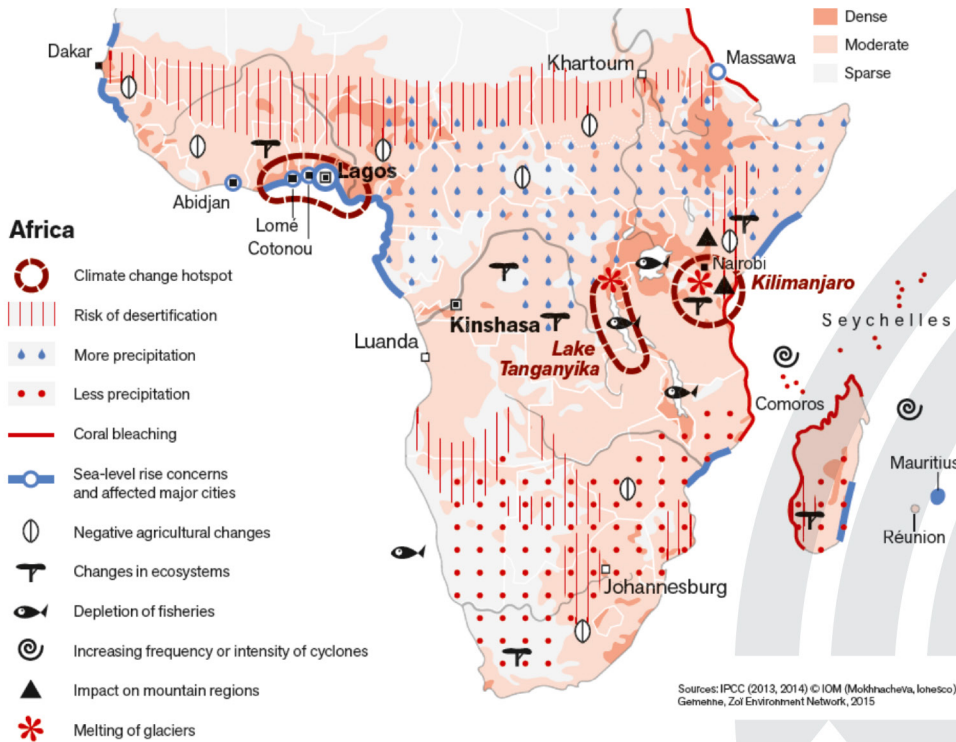 Dense
Moderate
Sparse
Dakar
Khartoum
Massawa
Lagos
Abidjan
Lomé
Cotonou
Africa
Climate change hotspot
Risk of desertification
More precipitation
Less precipitation
Coral bleaching
Sea-level rise concerns
and affected major cities
Negative agricultural changes
Changes in ecosystems
Depletion of fisheries
Increasing frequency or intensity of cyclones
Impact on mountain regions
Melting of glaciers
Nairobi
Kilimanjaro
Kinshasa
Luanda
Lake
Tanganyika
Seychelles
Comoros
Mauritius
Réunion
Johannesburg
Sources: IPCC (2013, 2014) © IOM (Mokhnacheva, Ionesco),
Gemenne, Zoï Environment Network, 2015